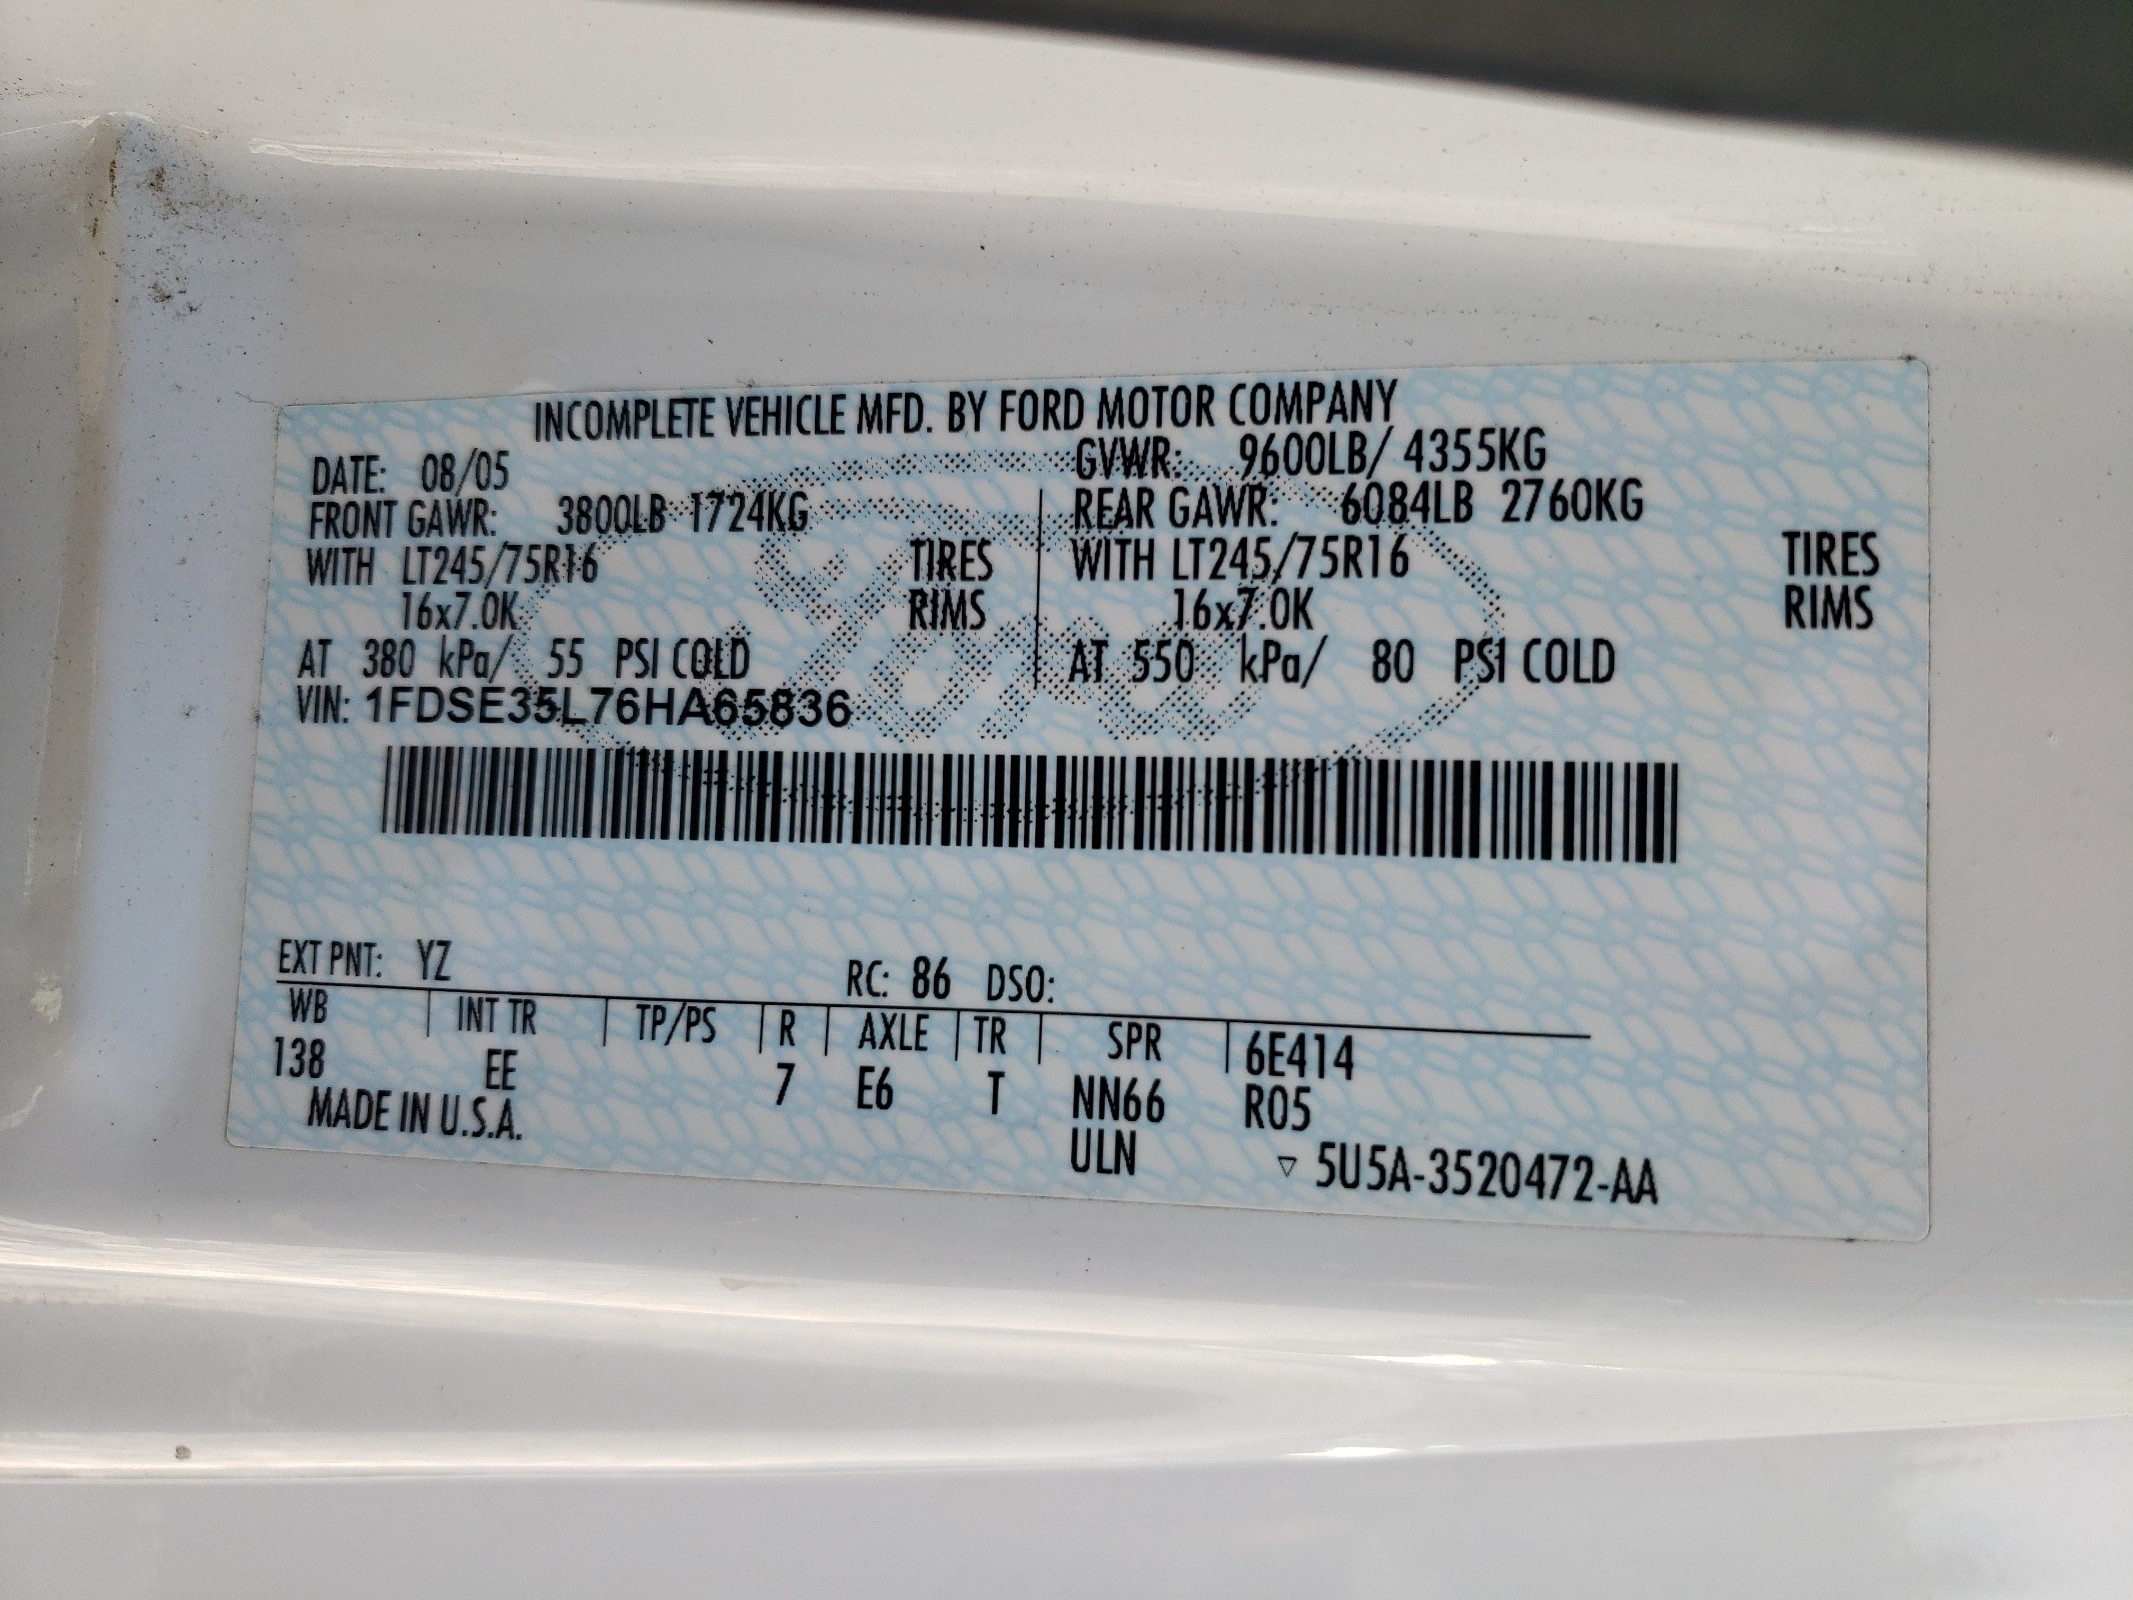 INCOMPLETE VEHICLE MFD. BY FORD MOTOR COMPANY
DATE: 08/05 GVWR: 9600LB/ 4355KG
FRONT GAWR: 3800LB 1724KG REAR GAWR: 6084LB 2760KG
WITH LT245/75R16 TIRES WITH LT245/75R16 TIRES
16x7.0K RIMS 16x7.0K RIMS
AT 380 kPa/ 55 PSI COLD AT 550 kPa/ 80 PSI COLD
VIN: 1FDSE35L76HA65836
Ford
EXT PNT: YZ RC: 86 DSO:
WB INT TR TP/PS R AXLE TR SPR 6E414
138 EE 7 E6 T NN66 R05
MADE IN U.S.A. ULN ▽ 5U5A-3520472-AA